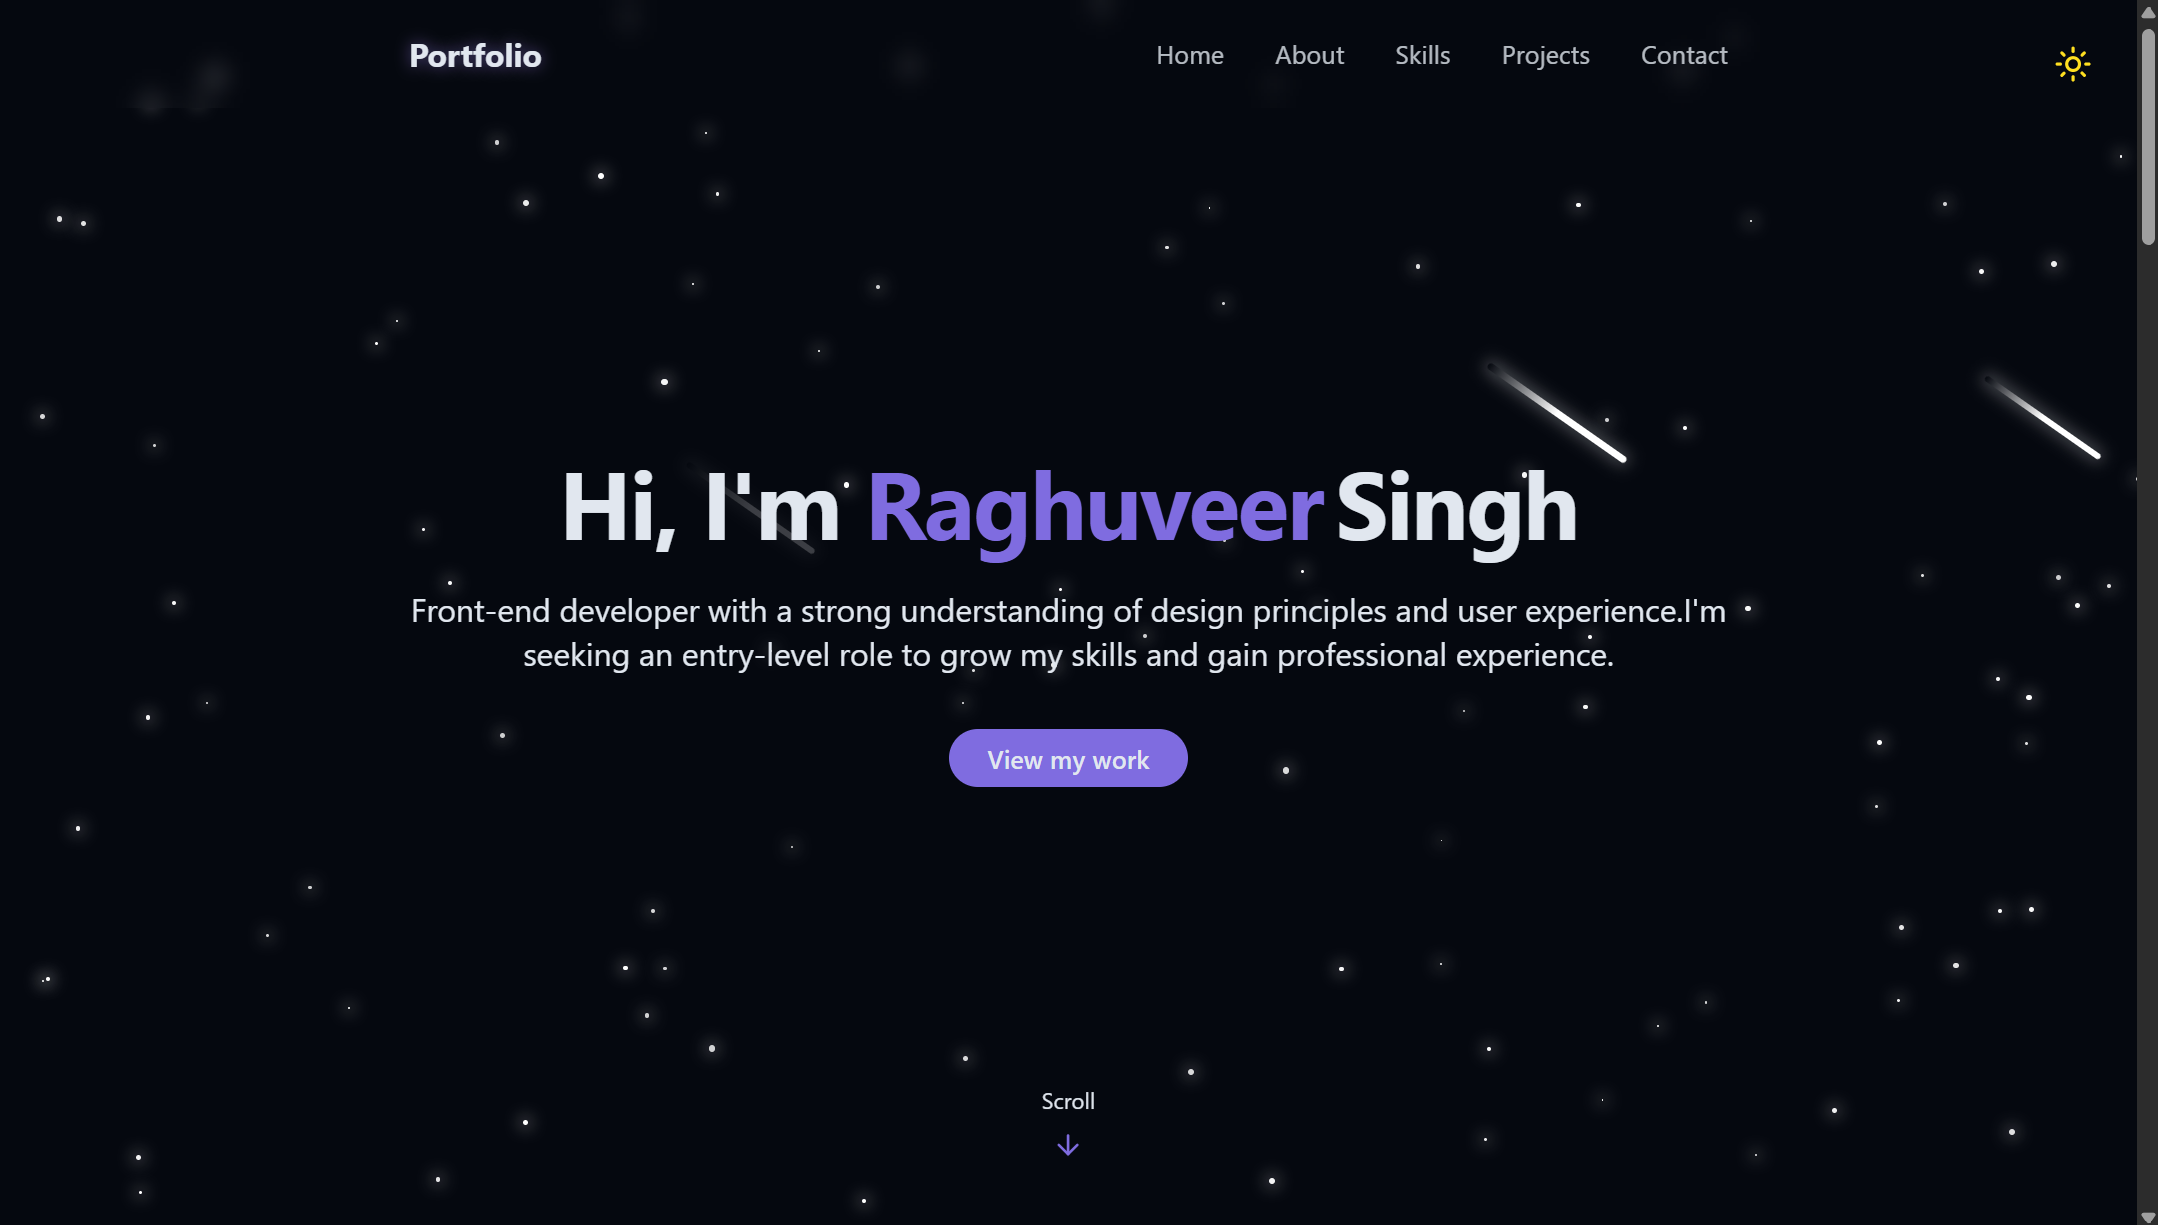 Portfolio
Home About Skills Projects Contact
Hi, I'm Raghuveer Singh
Front-end developer with a strong understanding of design principles and user experience.I'm
seeking an entry-level role to grow my skills and gain professional experience.
View my work
Scroll